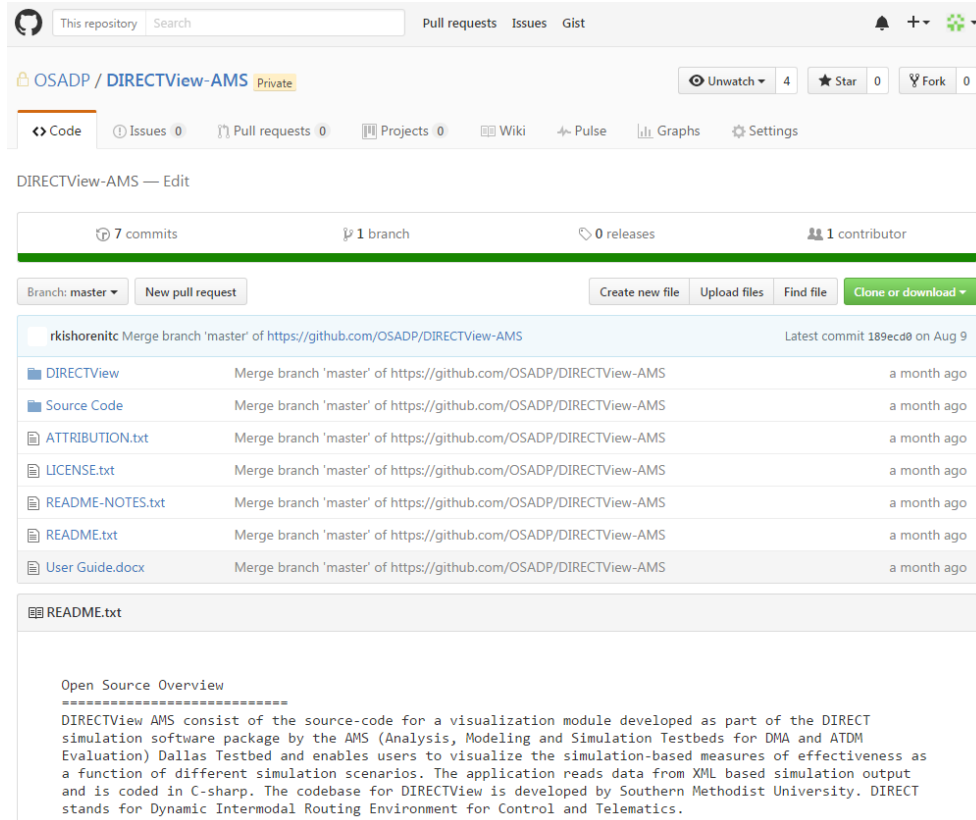 This repository Search Pull requests Issues Gist
OSADP / DIRECTView-AMS Private Unwatch 4 Star 0 Fork 0
Code Issues 0 Pull requests 0 Projects 0 Wiki Pulse Graphs Settings
DIRECTView-AMS — Edit
7 commits 1 branch 0 releases 1 contributor
Branch: master New pull request Create new file Upload files Find file Clone or download
rkishorenitc Merge branch 'master' of https://github.com/OSADP/DIRECTView-AMS Latest commit 189ecd0 on Aug 9
DIRECTView Merge branch 'master' of https://github.com/OSADP/DIRECTView-AMS a month ago
Source Code Merge branch 'master' of https://github.com/OSADP/DIRECTView-AMS a month ago
ATTRIBUTION.txt Merge branch 'master' of https://github.com/OSADP/DIRECTView-AMS a month ago
LICENSE.txt Merge branch 'master' of https://github.com/OSADP/DIRECTView-AMS a month ago
README-NOTES.txt Merge branch 'master' of https://github.com/OSADP/DIRECTView-AMS a month ago
README.txt Merge branch 'master' of https://github.com/OSADP/DIRECTView-AMS a month ago
User Guide.docx Merge branch 'master' of https://github.com/OSADP/DIRECTView-AMS a month ago
README.txt
Open Source Overview
============================
DIRECTView AMS consist of the source-code for a visualization module developed as part of the DIRECT
simulation software package by the AMS (Analysis, Modeling and Simulation Testbeds for DMA and ATDM
Evaluation) Dallas Testbed and enables users to visualize the simulation-based measures of effectiveness as
a function of different simulation scenarios. The application reads data from XML based simulation output
and is coded in C-sharp. The codebase for DIRECTView is developed by Southern Methodist University. DIRECT
stands for Dynamic Intermodal Routing Environment for Control and Telematics.